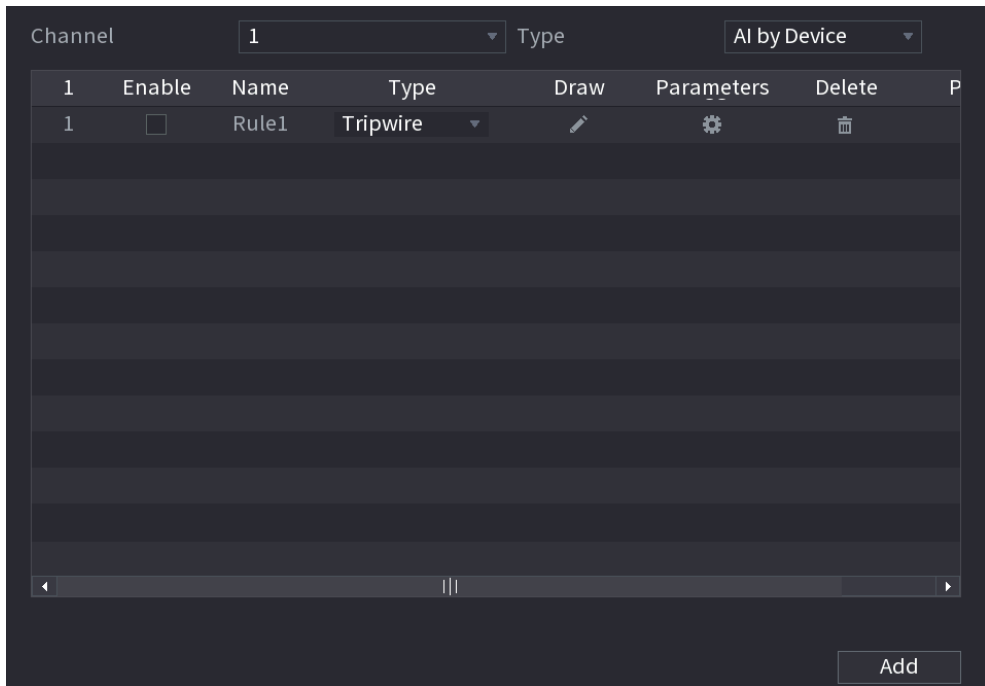 Channel 1 Type AI by Device
1 Enable Name Type Draw Parameters Delete P
1 Rule1 Tripwire
Add